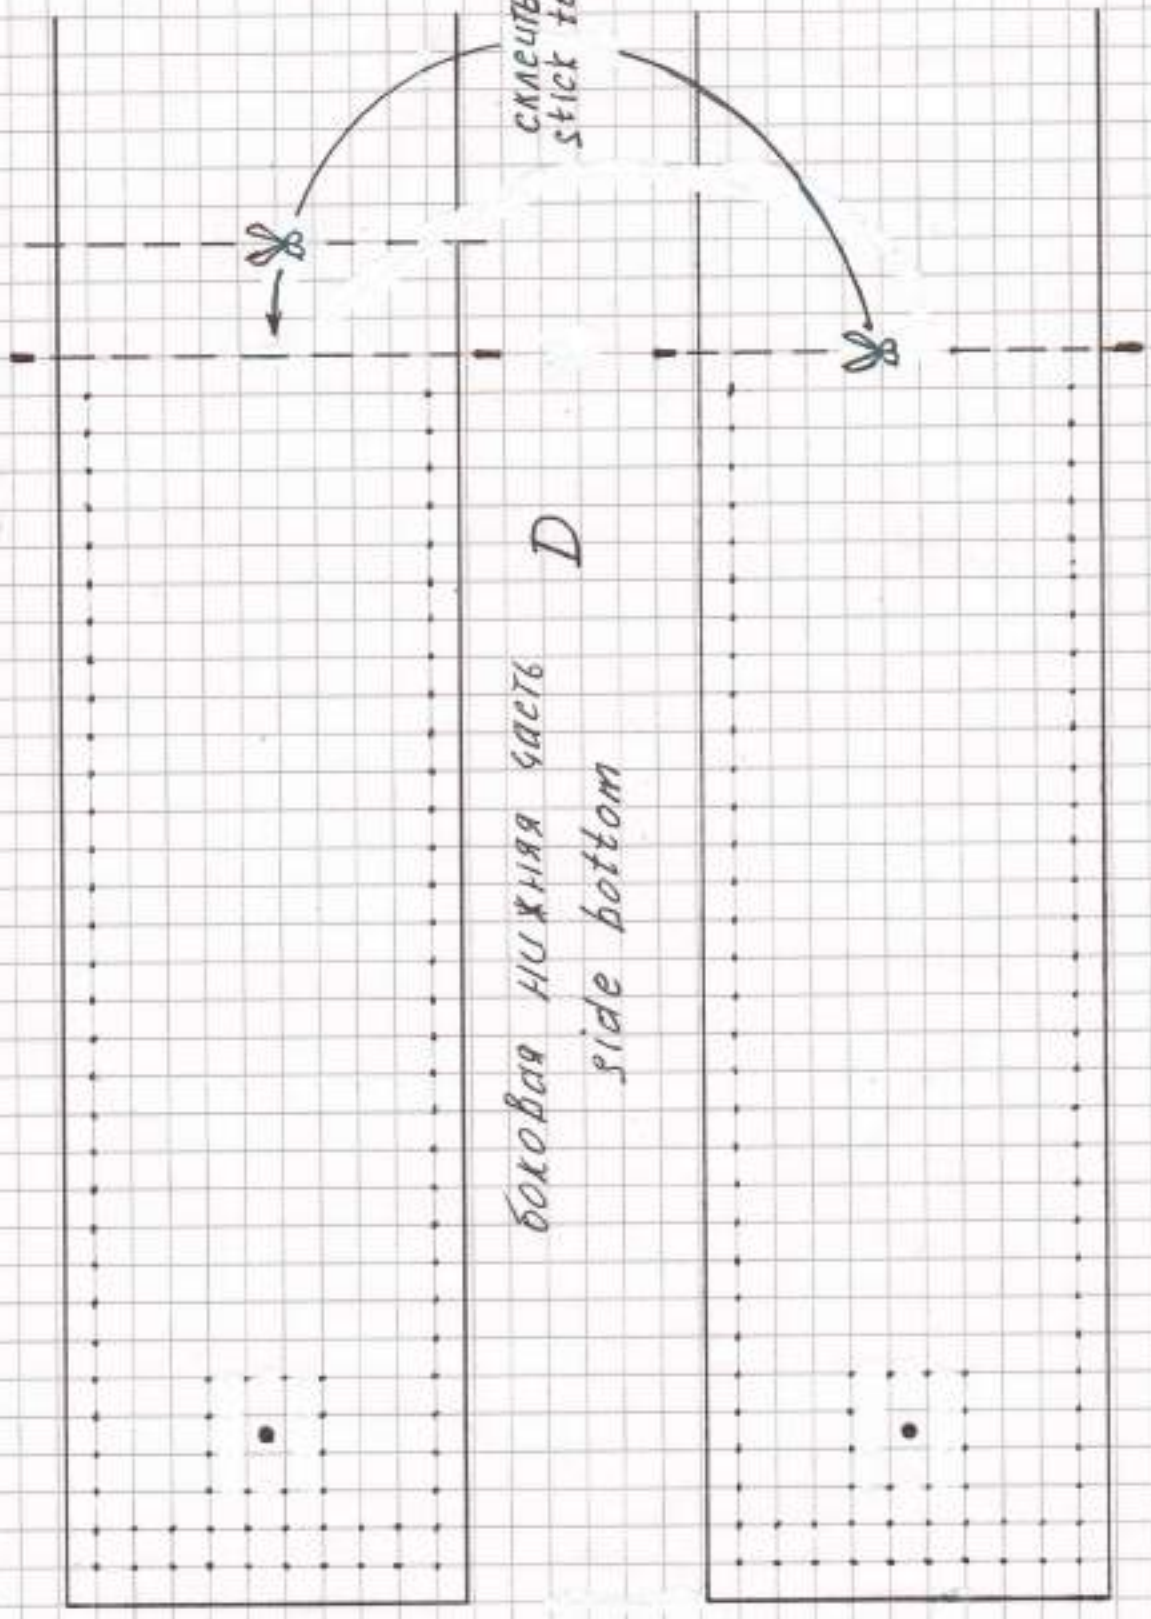 склеить
stick
D
боковая нижняя часть
side bottom